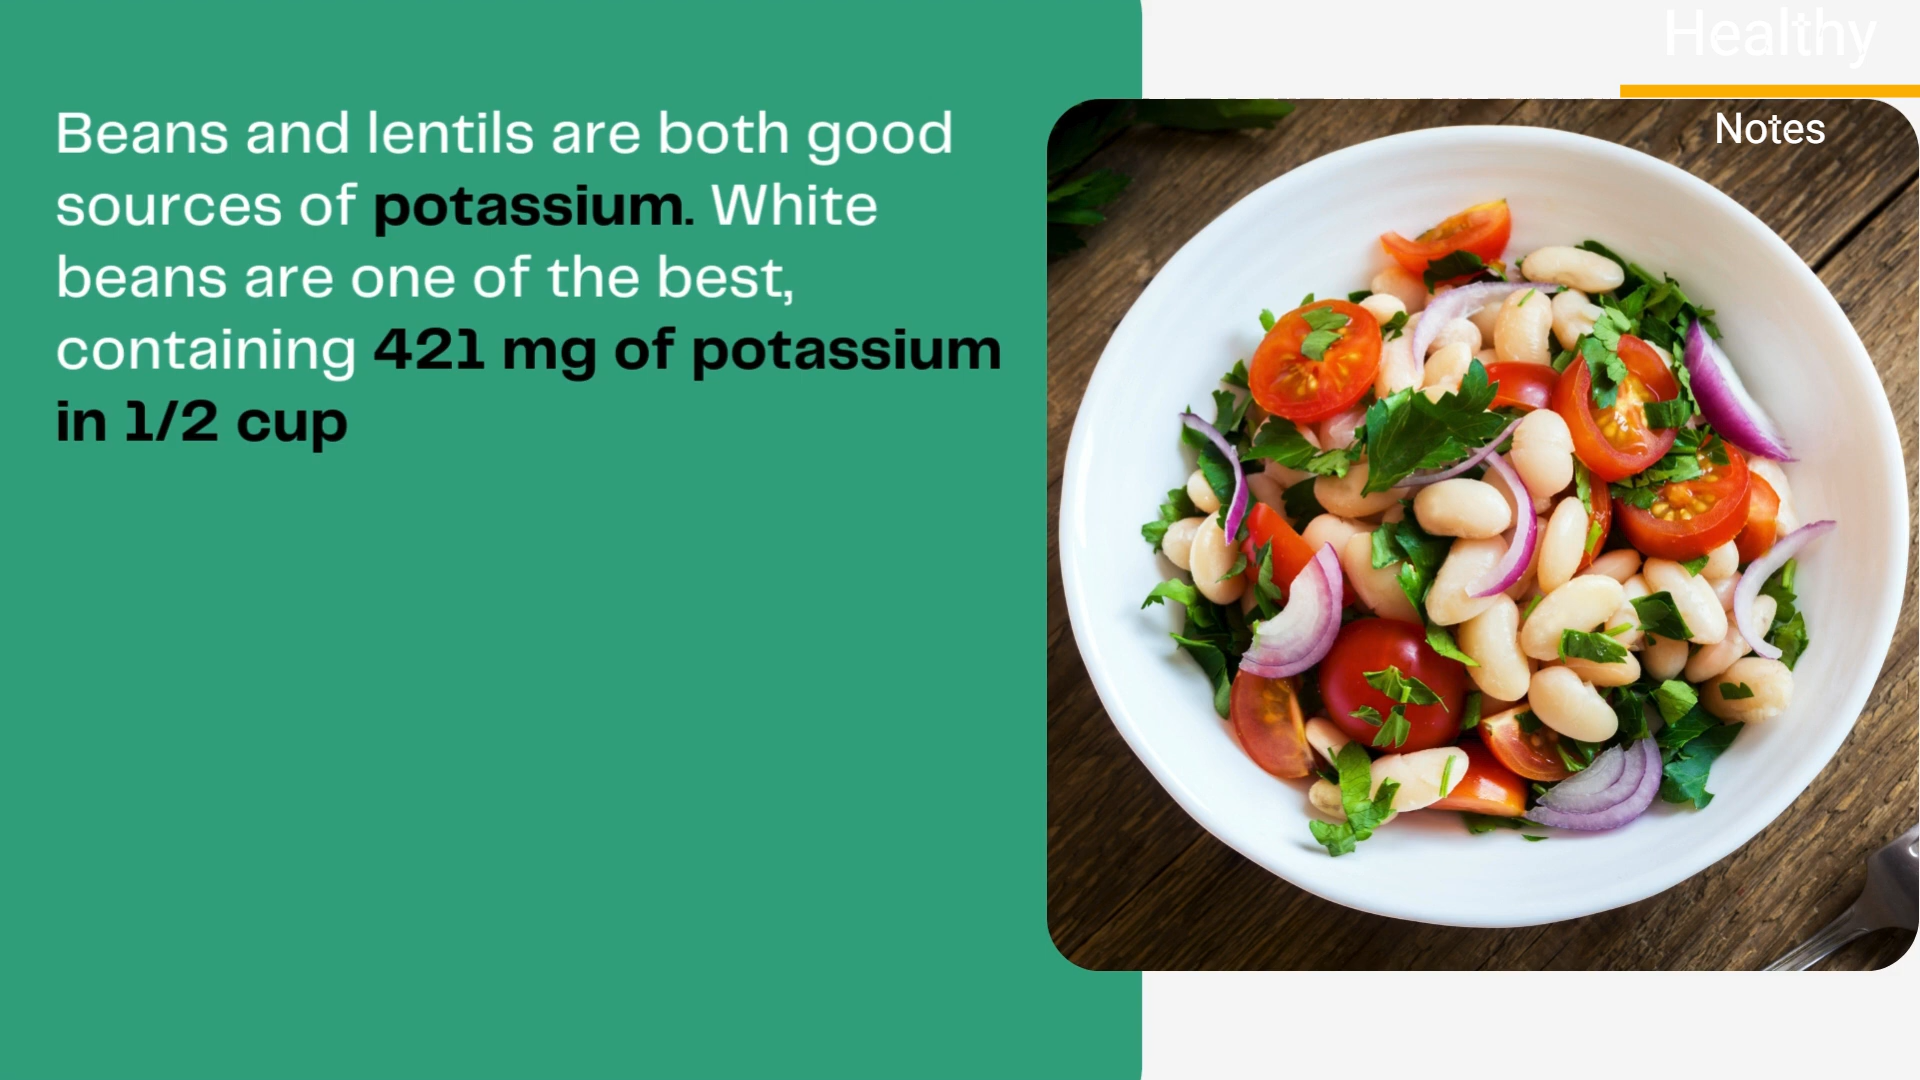 Healthy
Notes
Beans and lentils are both good
sources of potassium. White
beans are one of the best,
containing 421 mg of potassium
in 1/2 cup